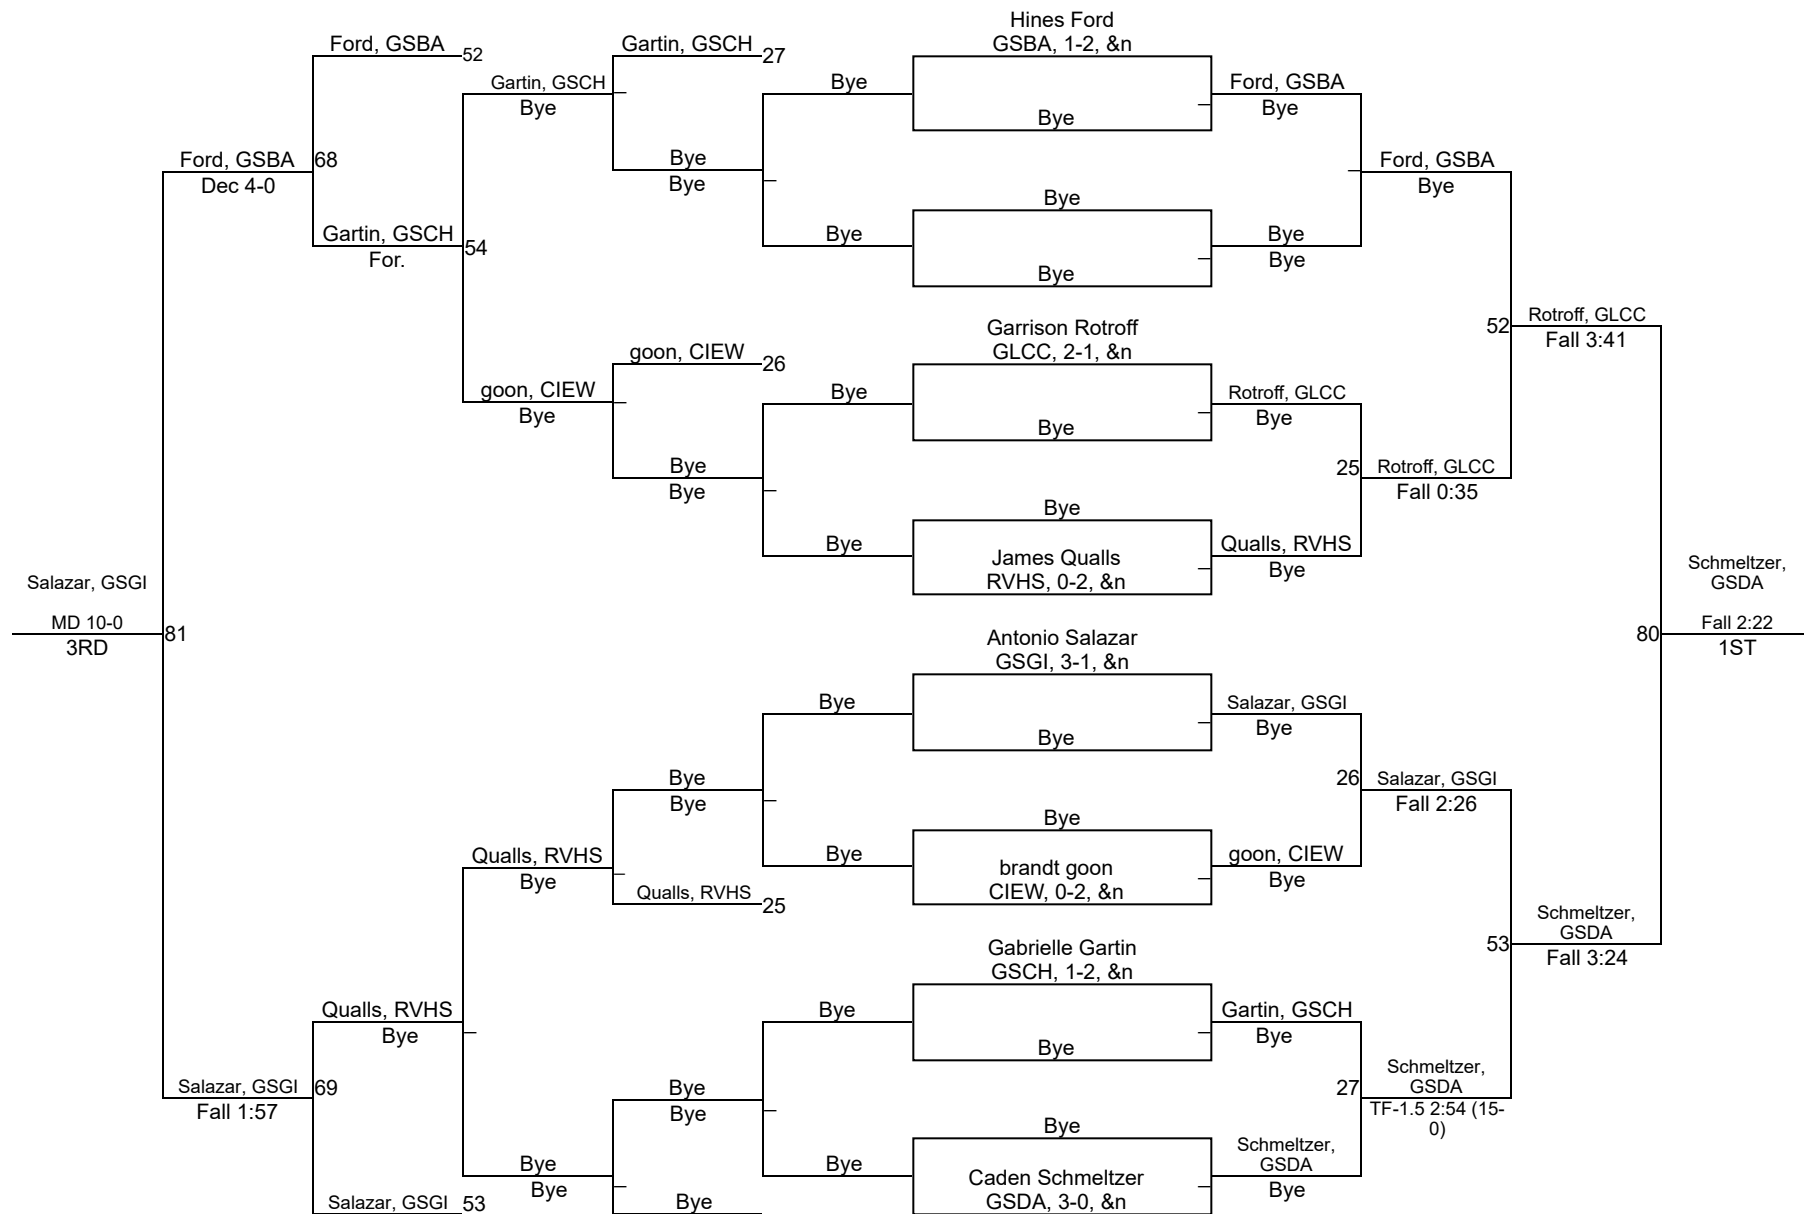 Hines Ford
GSBA, 1-2, &n
Ford, GSBA
52
Gartin, GSCH
27
Gartin, GSCH
Bye
Bye
Bye
Ford, GSBA
Bye
Ford, GSBA
68
Dec 4-0
Bye
Bye
Ford, GSBA
Bye
Bye
Gartin, GSCH
54
For.
Bye
Bye
Bye
Bye
Garrison Rotroff
GLCC, 2-1, &n
52
Rotroff, GLCC
Fall 3:41
goon, CIEW
26
goon, CIEW
Bye
Bye
Bye
Rotroff, GLCC
Bye
Bye
Bye
25
Rotroff, GLCC
Fall 0:35
Bye
Bye
James Qualls
RVHS, 0-2, &n
Qualls, RVHS
Bye
Salazar, GSGI
MD 10-0
3RD
81
Schmeltzer,
GSDA
80
Fall 2:22
1ST
Antonio Salazar
GSGI, 3-1, &n
Bye
Bye
Salazar, GSGI
Bye
Bye
Bye
26
Salazar, GSGI
Fall 2:26
Bye
Qualls, RVHS
Bye
Bye
brandt goon
CIEW, 0-2, &n
goon, CIEW
Bye
Qualls, RVHS
25
Schmeltzer,
GSDA
53
Fall 3:24
Gabrielle Gartin
GSCH, 1-2, &n
Qualls, RVHS
Bye
Bye
Bye
Gartin, GSCH
Bye
Salazar, GSGI
69
Fall 1:57
Bye
Bye
27
Schmeltzer,
GSDA
TF-1.5 2:54 (15-
0)
Bye
Bye
Bye
Bye
Caden Schmeltzer
GSDA, 3-0, &n
Schmeltzer,
GSDA
Bye
Salazar, GSGI
53
Bye